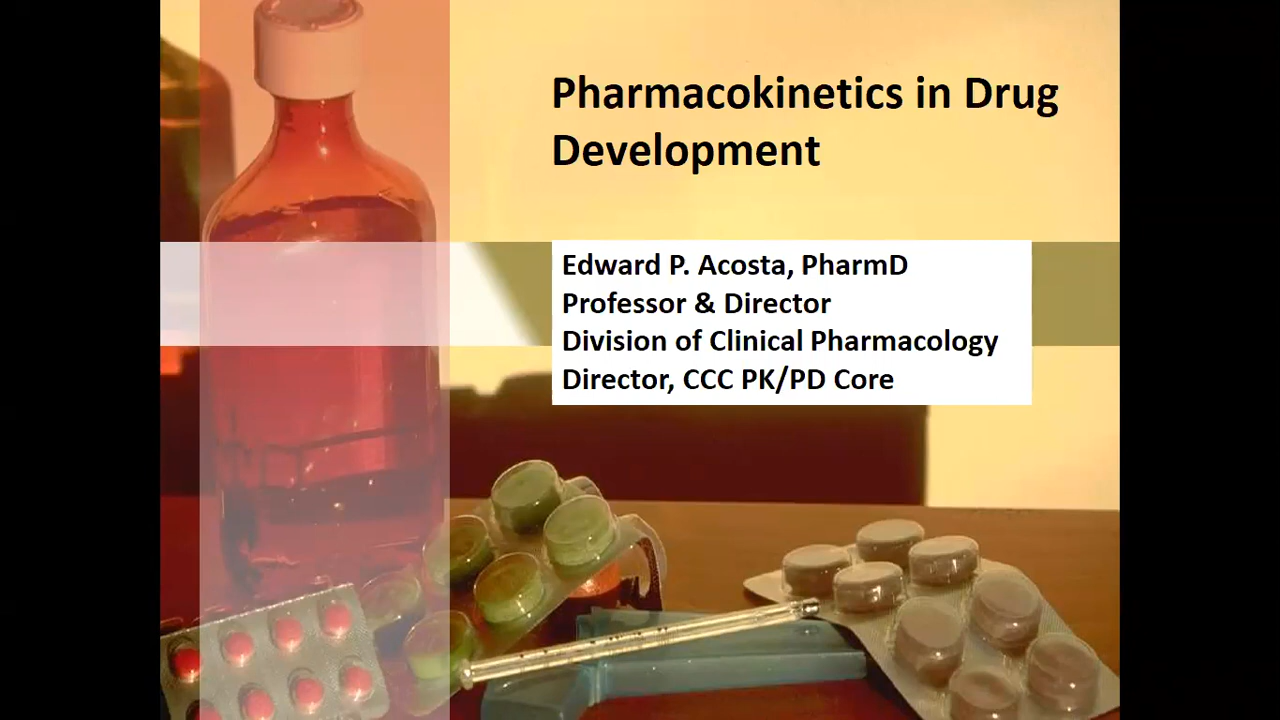 Pharmacokinetics in Drug
Development
Edward P. Acosta, PharmD
Professor & Director
Division of Clinical Pharmacology
Director, CCC PK/PD Core